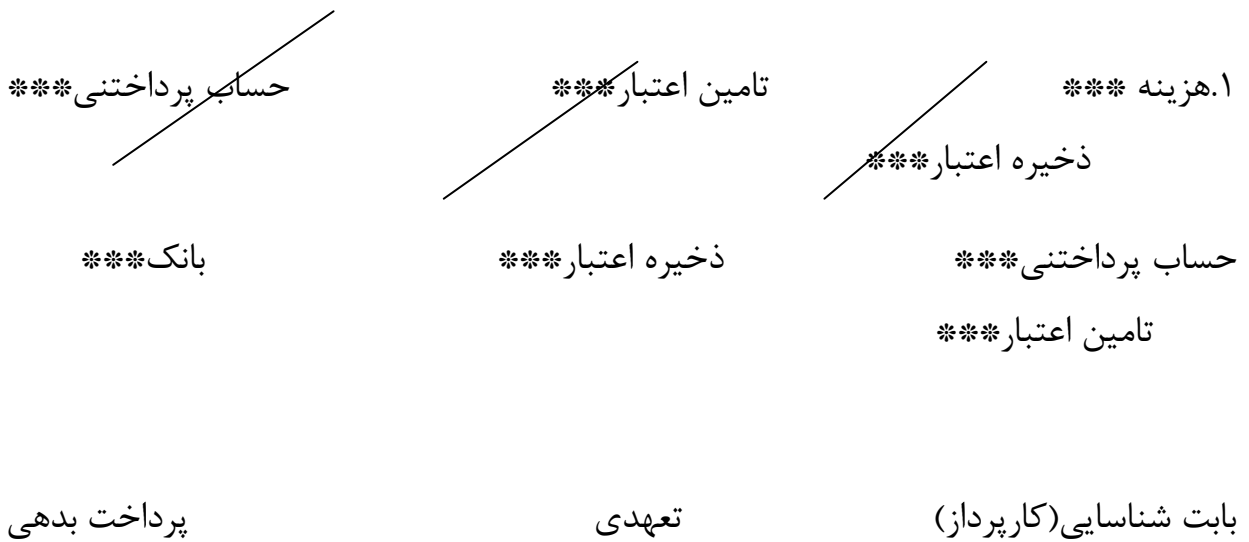 ۱.هزینه *** تامین اعتبار*** حساب پرداختنی***
ذخیره اعتبار***
حساب پرداختنی*** ذخیره اعتبار*** بانک***
تامین اعتبار***
بابت شناسایی(کارپرداز) تعهدی پرداخت بدهی